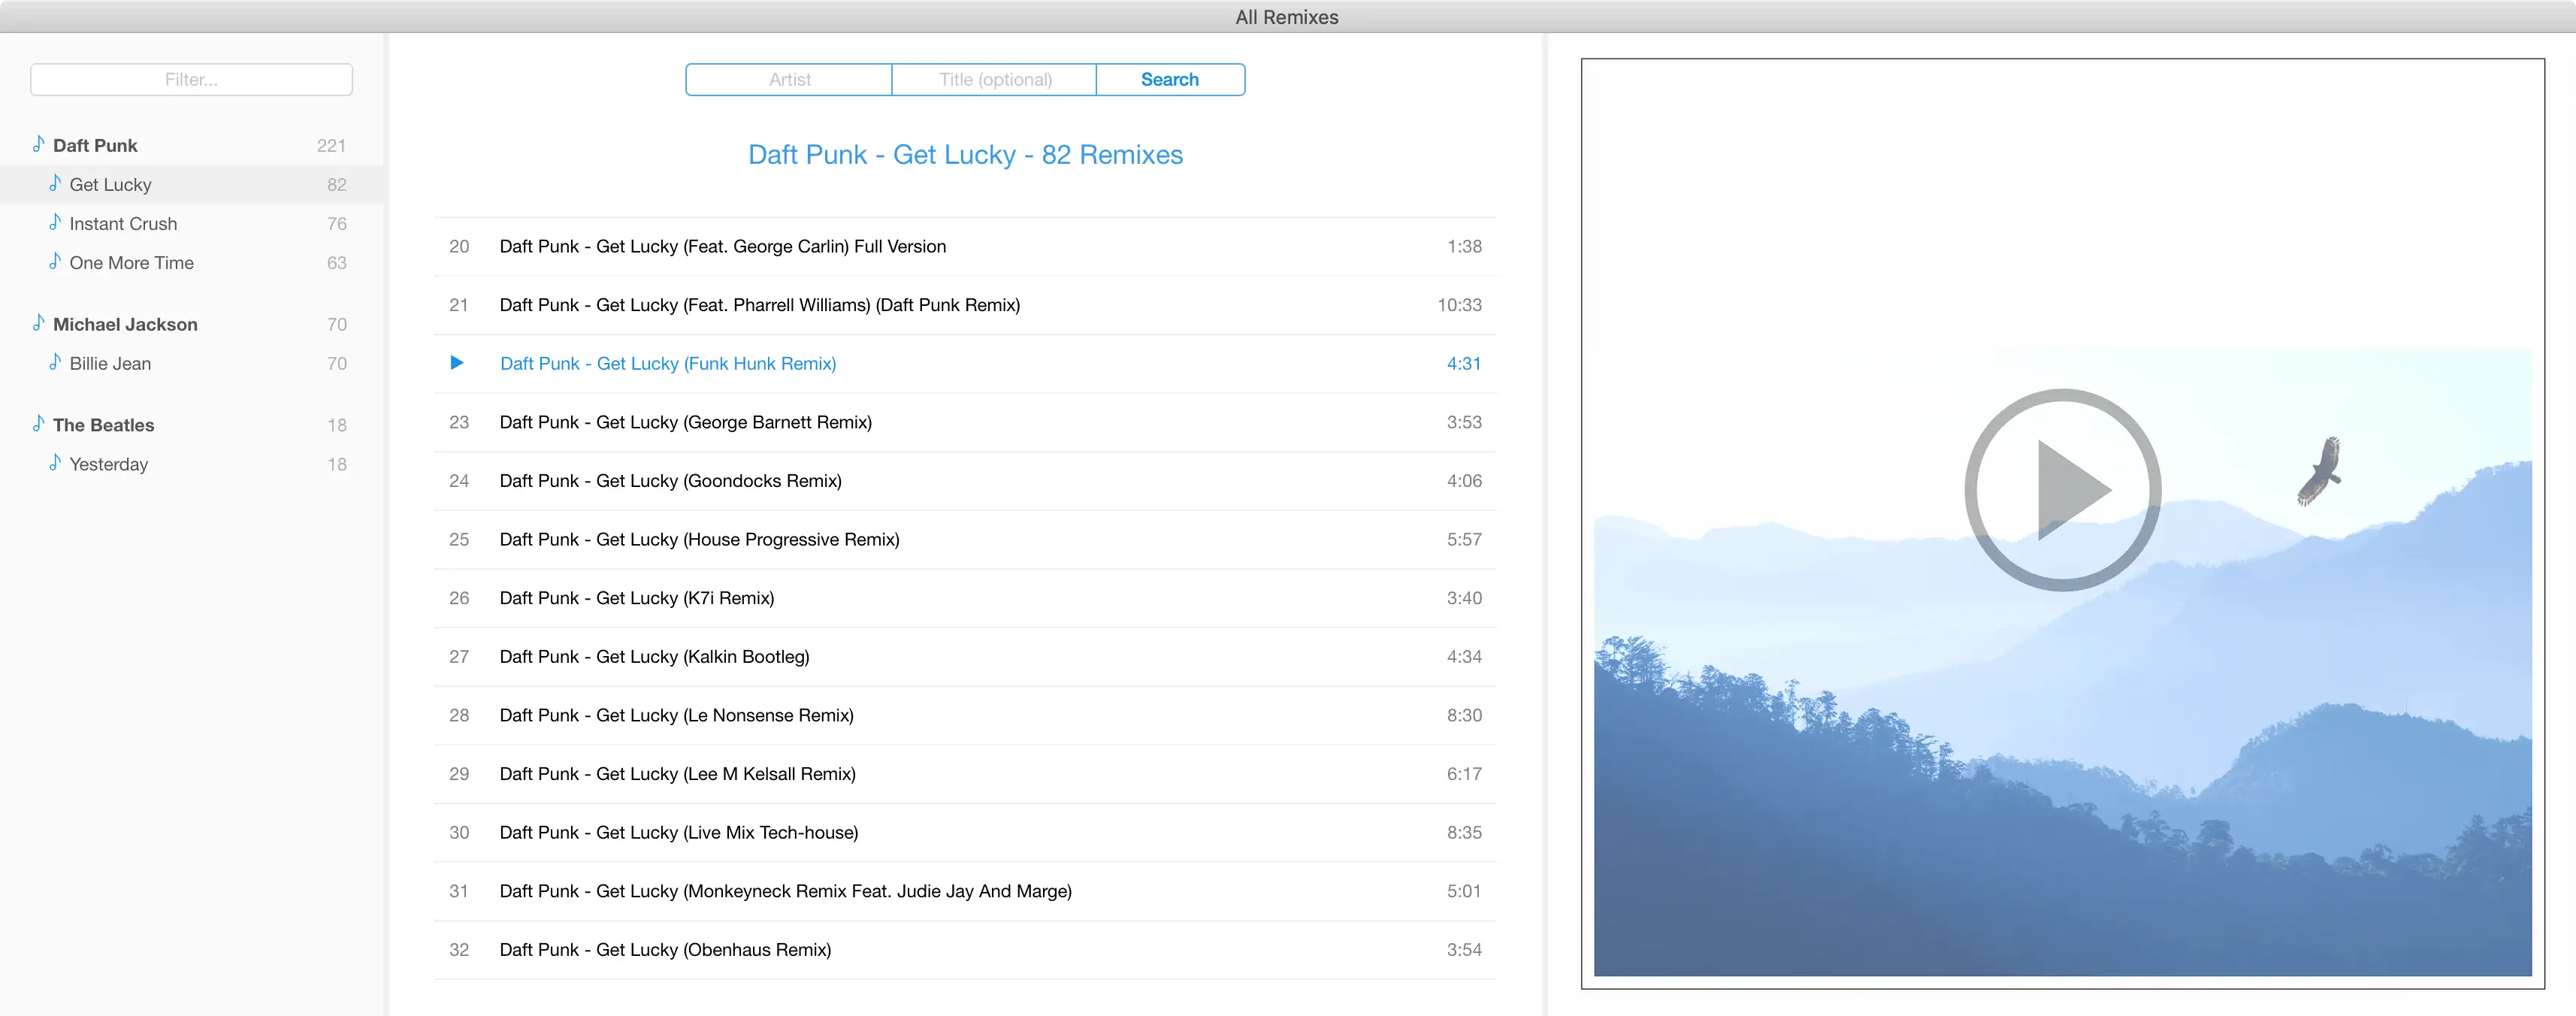 All Remixes
Filter...
Daft Punk 221
Get Lucky 82
Instant Crush 76
One More Time 63
Michael Jackson 70
Billie Jean 70
The Beatles 18
Yesterday 18
Artist Title (optional) Search
Daft Punk - Get Lucky - 82 Remixes
20 Daft Punk - Get Lucky (Feat. George Carlin) Full Version 1:38
21 Daft Punk - Get Lucky (Feat. Pharrell Williams) (Daft Punk Remix) 10:33
Daft Punk - Get Lucky (Funk Hunk Remix) 4:31
23 Daft Punk - Get Lucky (George Barnett Remix) 3:53
24 Daft Punk - Get Lucky (Goondocks Remix) 4:06
25 Daft Punk - Get Lucky (House Progressive Remix) 5:57
26 Daft Punk - Get Lucky (K7i Remix) 3:40
27 Daft Punk - Get Lucky (Kalkin Bootleg) 4:34
28 Daft Punk - Get Lucky (Le Nonsense Remix) 8:30
29 Daft Punk - Get Lucky (Lee M Kelsall Remix) 6:17
30 Daft Punk - Get Lucky (Live Mix Tech-house) 8:35
31 Daft Punk - Get Lucky (Monkeyneck Remix Feat. Judie Jay And Marge) 5:01
32 Daft Punk - Get Lucky (Obenhaus Remix) 3:54